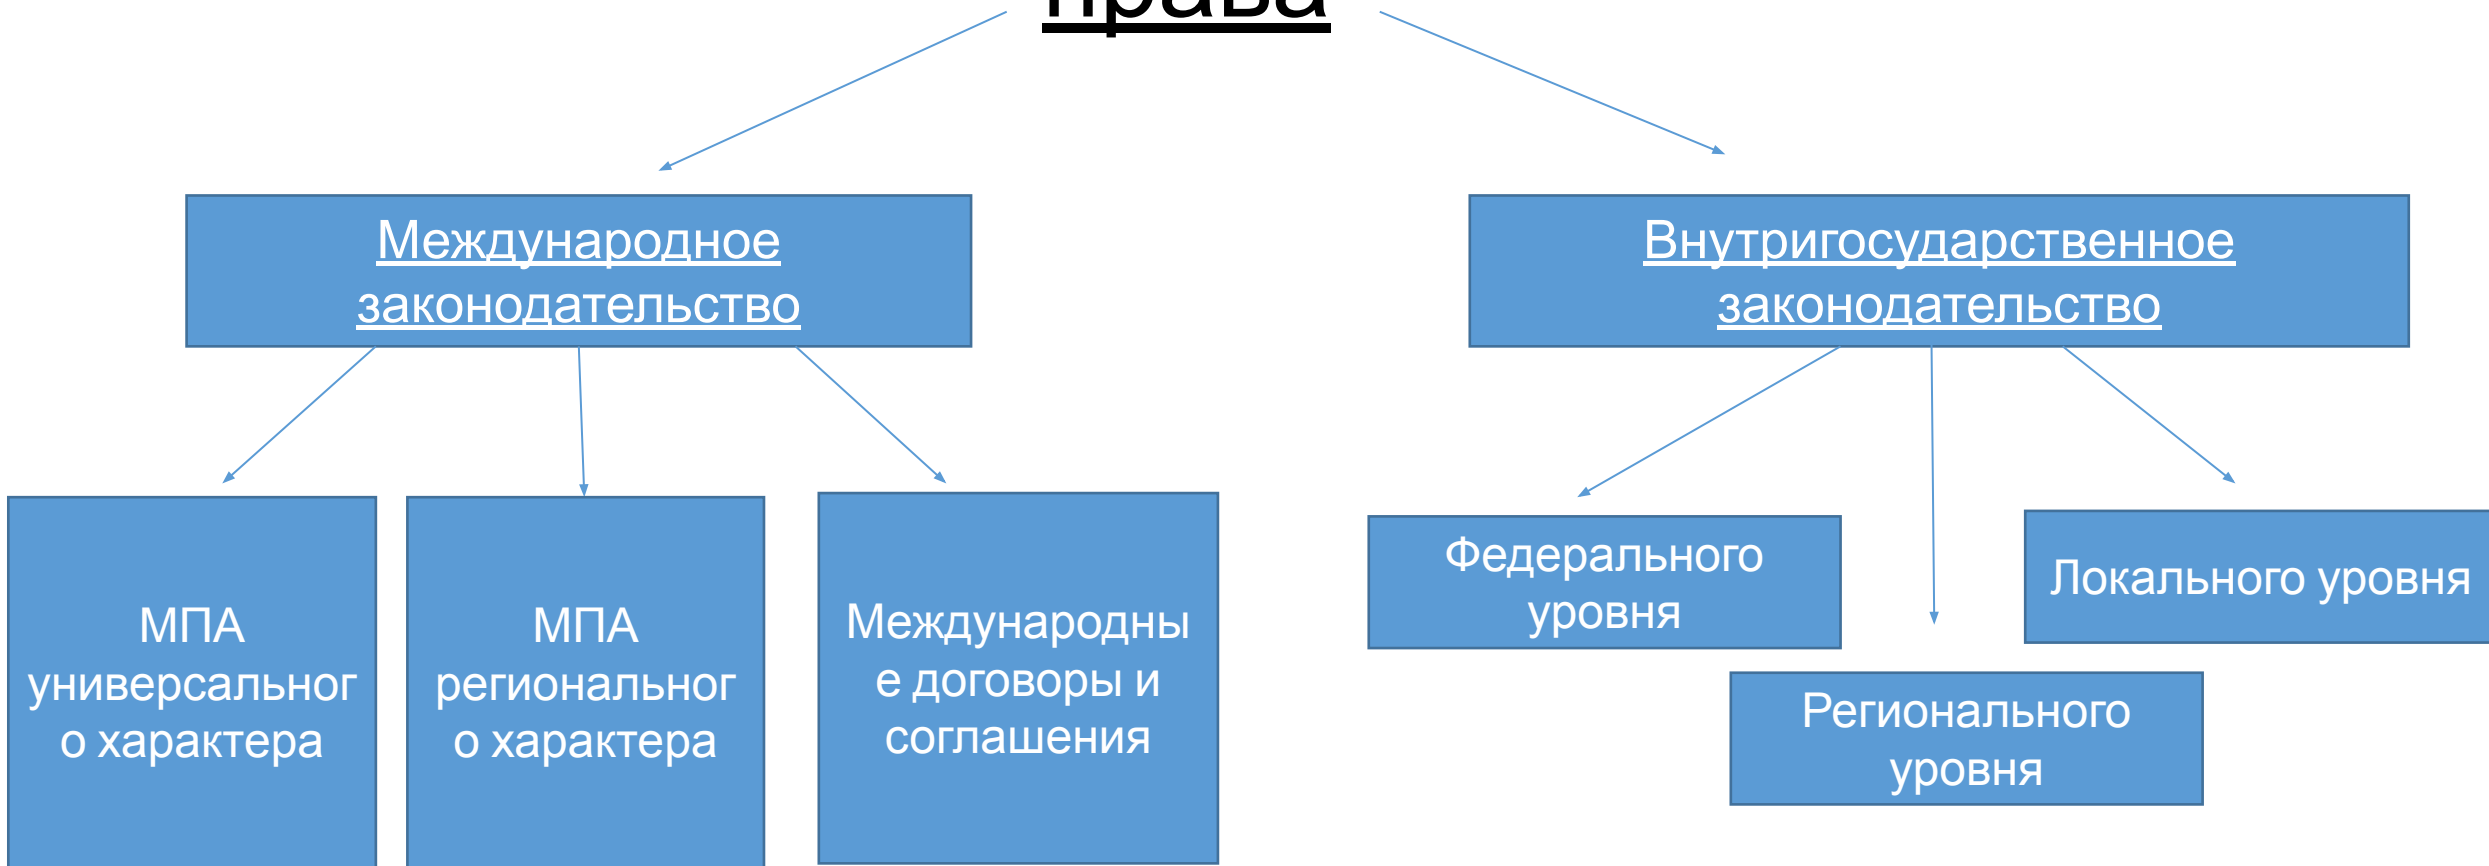 права
Международное
законодательство
Внутригосударственное
законодательство
МПА
универсальног
о характера
МПА
региональног
о характера
Международны
е договоры и
соглашения
Федерального
уровня
Регионального
уровня
Локального уровня